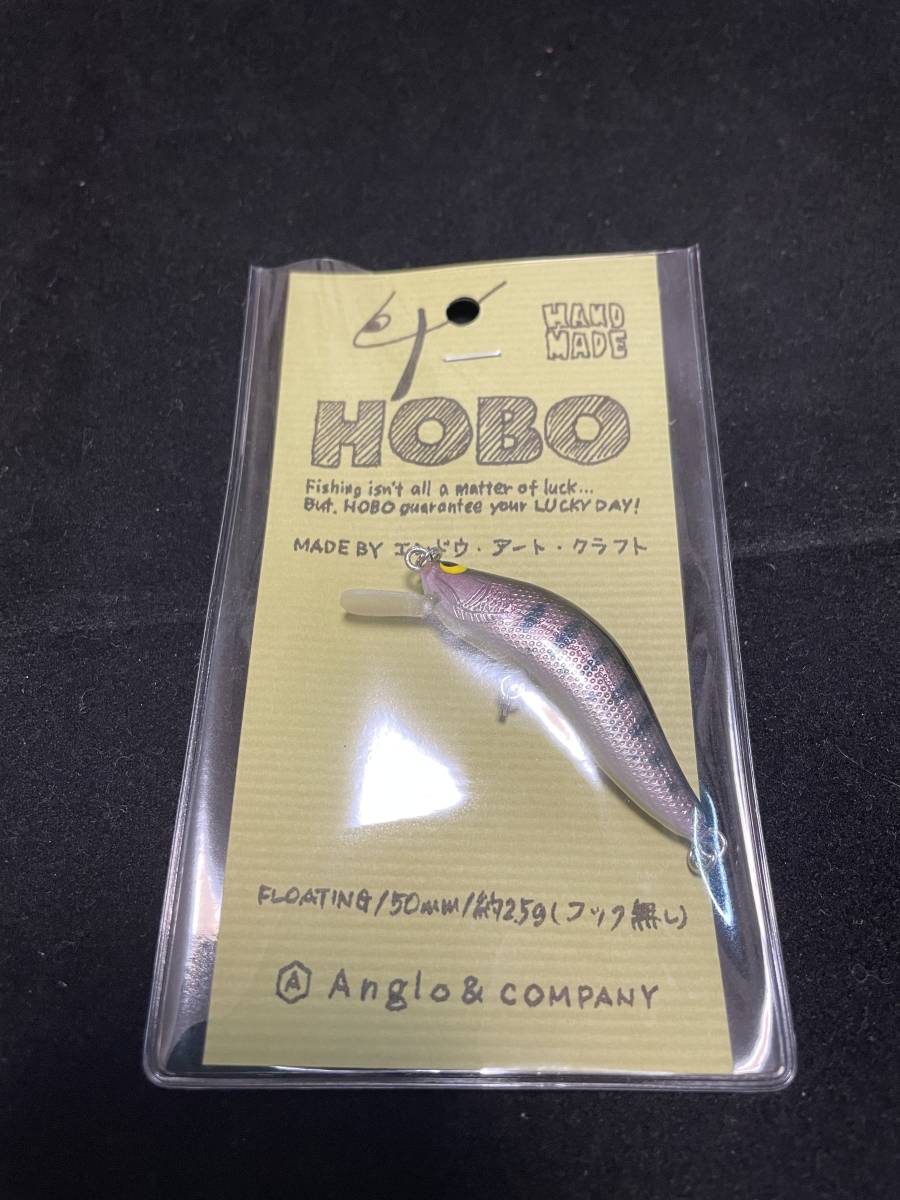 HAND
MADE
HOBO
Fishing isn't all a matter of luck...
But, HOBO guarantee your LUCKY DAY!
MADE BY エンドウ・アート・クラフト
FLOATING/50mm/約2.5g(フック無し)
A Anglo & COMPANY